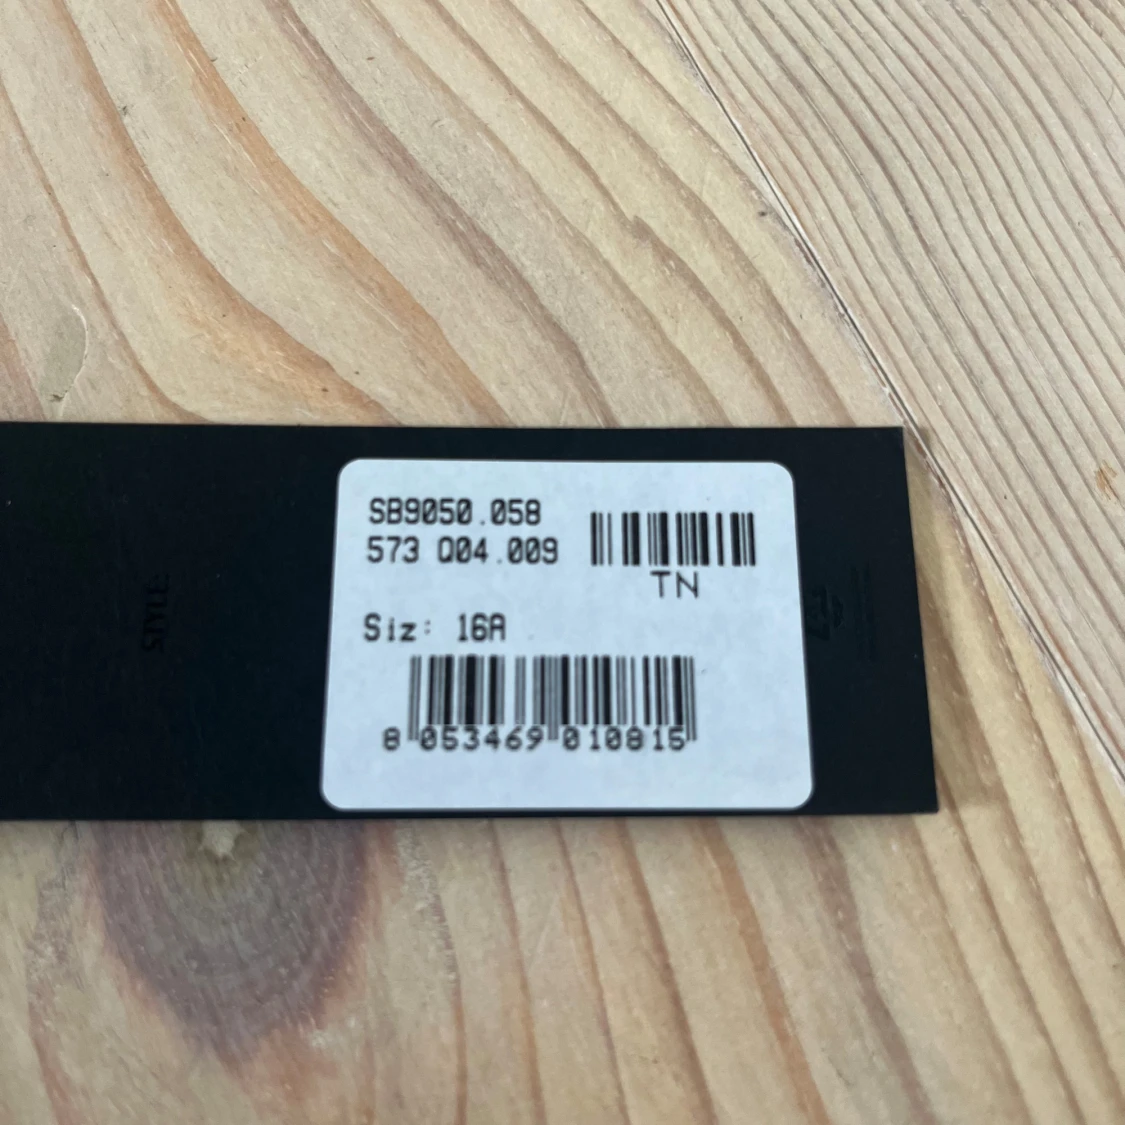 SB9050.058
573 Q04.009
TN
Siz: 16A
8 053469 010815
STYLE